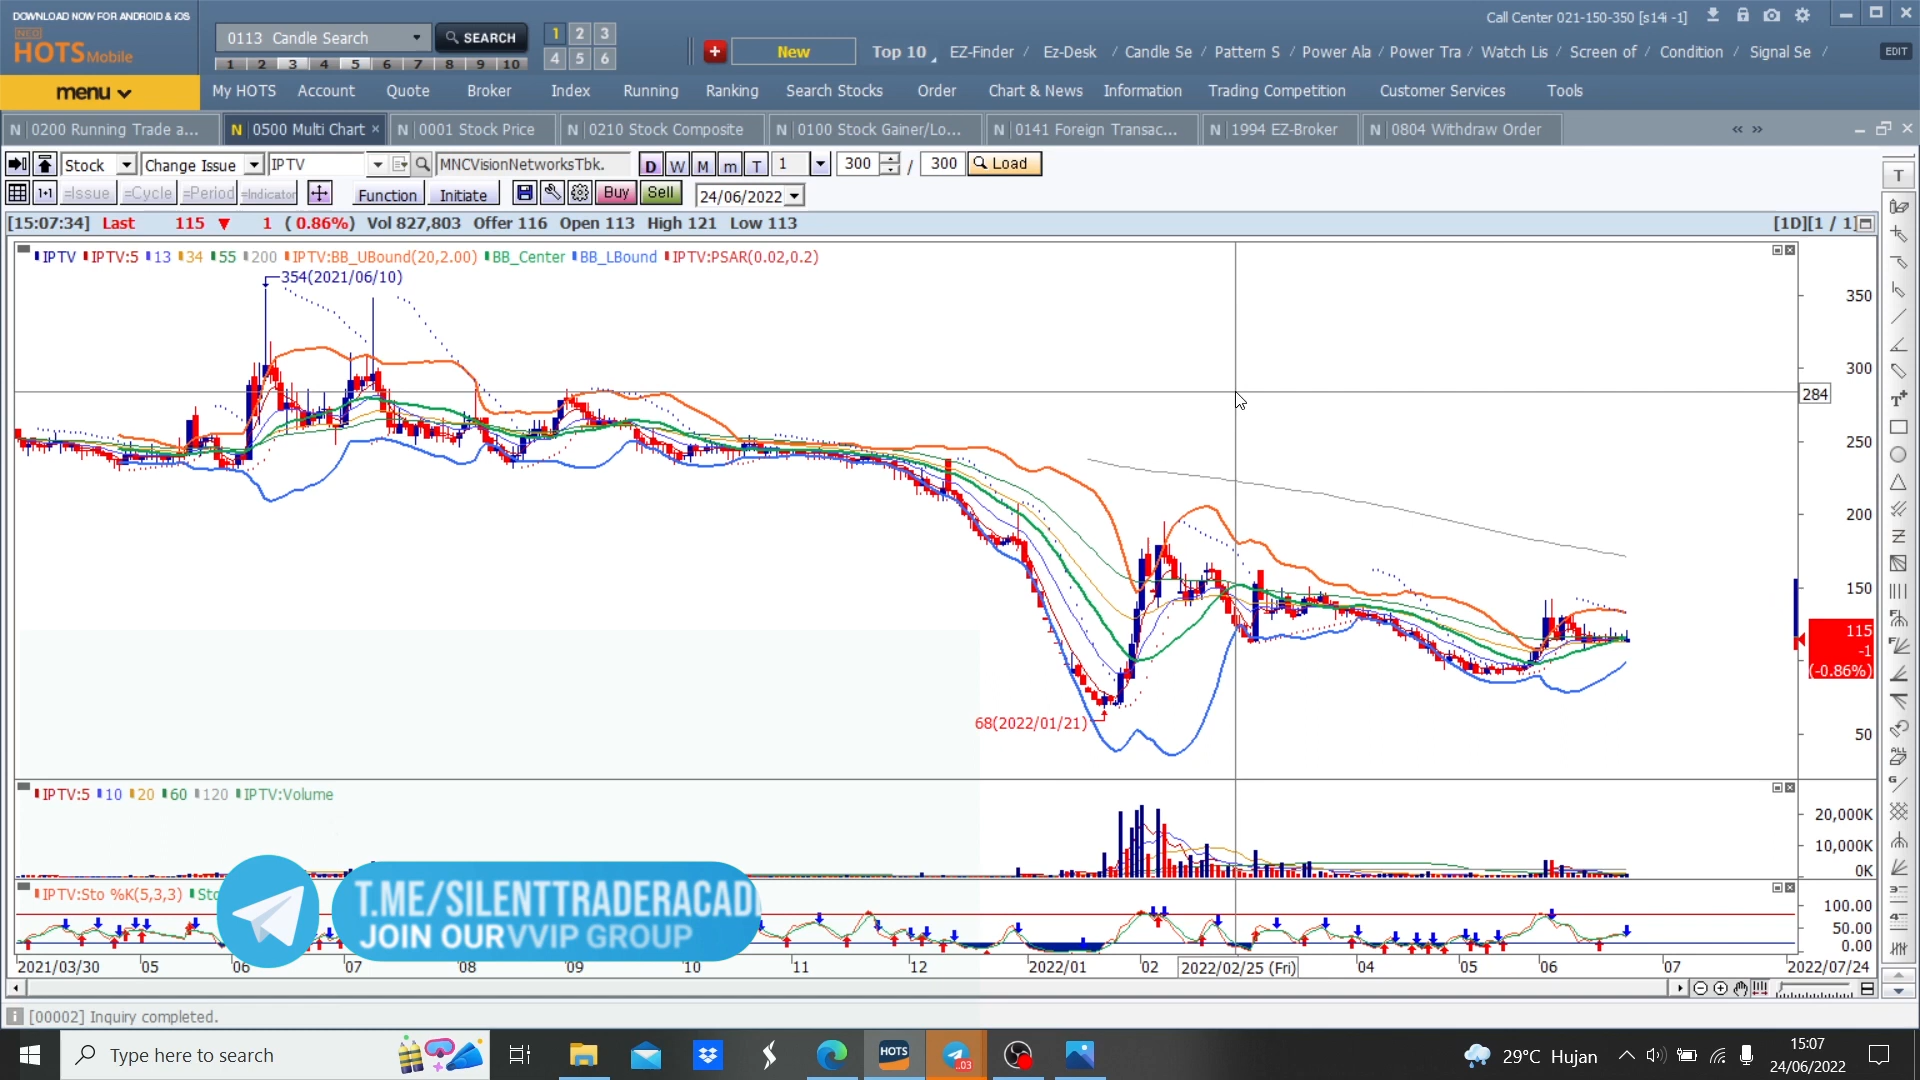 DOWNLOAD NOW FOR ANDROID & iOS
NEO
HOTS Mobile
0113 Candle Search
SEARCH
1 2 3 4 5 6 7 8 9 10
1 2 3
4 5 6
New
Top 10
EZ-Finder / Ez-Desk / Candle Se / Pattern S / Power Ala / Power Tra / Watch Lis / Screen of / Condition / Signal Se /
EDIT
Call Center 021-150-350 [s14i -1]
menu
My HOTS Account Quote Broker Index Running Ranking Search Stocks Order Chart & News Information Trading Competition Customer Services Tools
N 0200 Running Trade a... N 0500 Multi Chart × N 0001 Stock Price N 0210 Stock Composite N 0100 Stock Gainer/Lo... N 0141 Foreign Transac... N 1994 EZ-Broker N 0804 Withdraw Order
Stock Change Issue IPTV MNCVisionNetworksTbk. D W M m T 1 300 / 300 Load
=Issue =Cycle =Period =Indicator Function Initiate Buy Sell 24/06/2022
[15:07:34] Last 115 ▼ 1 ( 0.86%) Vol 827,803 Offer 116 Open 113 High 121 Low 113
[1D][1 / 1]
IPTV IPTV:5 13 34 55 200 IPTV:BB_UBound(20,2.00) BB_Center BB_LBound IPTV:PSAR(0.02,0.2)
354(2021/06/10)
68(2022/01/21)
350
300
284
250
200
150
115
-1
(-0.86%)
50
IPTV:5 10 20 60 120 IPTV:Volume
20,000K
10,000K
0K
IPTV:Sto %K(5,3,3) Sto
100.00
50.00
0.00
T.ME/SILENTTRADERACAD
JOIN OUR VVIP GROUP
2021/03/30 05 06 07 08 09 10 11 12 2022/01 02 2022/02/25 (Fri) 04 05 06 07 2022/07/24
[00002] Inquiry completed.
Type here to search
HOTS
.03
29°C Hujan
15:07
24/06/2022